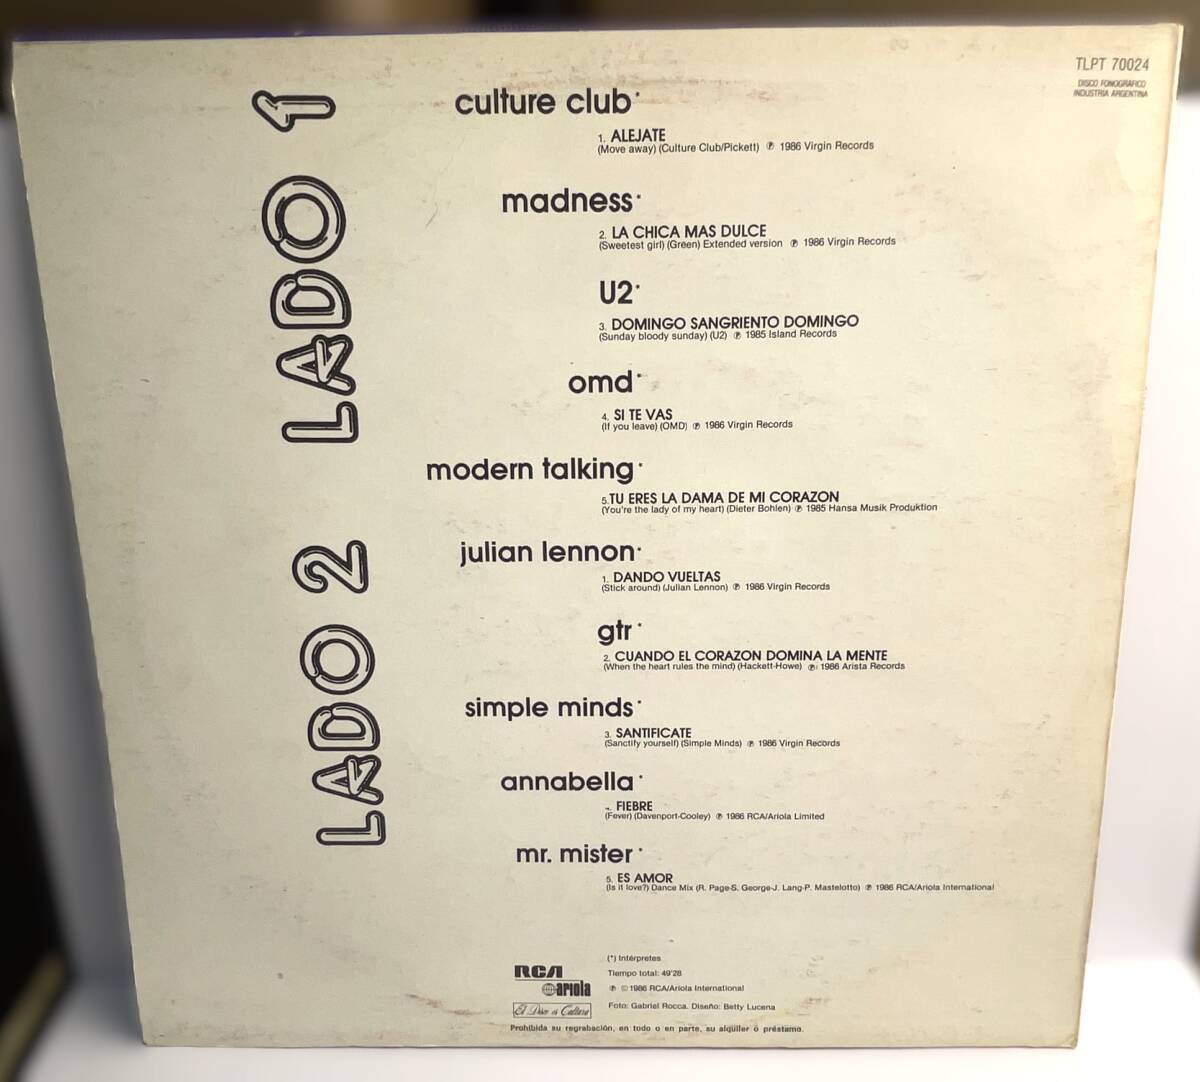 TLPT 70024
DISCO FONOGRAFICO
INDUSTRIA ARGENTINA
LADO 1
culture club*
1. ALEJATE
(Move away) (Culture Club/Pickett) ℗ 1986 Virgin Records
madness*
2. LA CHICA MAS DULCE
(Sweetest girl) (Green) Extended version ℗ 1986 Virgin Records
U2*
3. DOMINGO SANGRIENTO DOMINGO
(Sunday bloody sunday) (U2) ℗ 1985 Island Records
omd*
4. SI TE VAS
(If you leave) (OMD) ℗ 1986 Virgin Records
modern talking*
5. TU ERES LA DAMA DE MI CORAZON
(You're the lady of my heart) (Dieter Bohlen) ℗ 1985 Hansa Musik Produktion
LADO 2
julian lennon*
1. DANDO VUELTAS
(Stick around) (Julian Lennon) ℗ 1986 Virgin Records
gtr*
2. CUANDO EL CORAZON DOMINA LA MENTE
(When the heart rules the mind) (Hackett-Howe) ℗ 1986 Arista Records
simple minds*
3. SANTIFICATE
(Sanctify yourself) (Simple Minds) ℗ 1986 Virgin Records
annabella*
FIEBRE
(Fever) (Davenport-Cooley) ℗ 1986 RCA/Ariola Limited
mr. mister*
5. ES AMOR
(Is it love?) Dance Mix (R. Page-S. George-J. Lang-P. Mastelotto) ℗ 1986 RCA/Ariola International
(*) Intérpretes
Tiempo total: 49'28
℗ © 1986 RCA/Ariola International
Foto: Gabriel Rocca. Diseño: Betty Lucena
RCA
ariola
El Disco es Cultura
Prohibida su regrabación, en todo o en parte, su alquiler o préstamo.